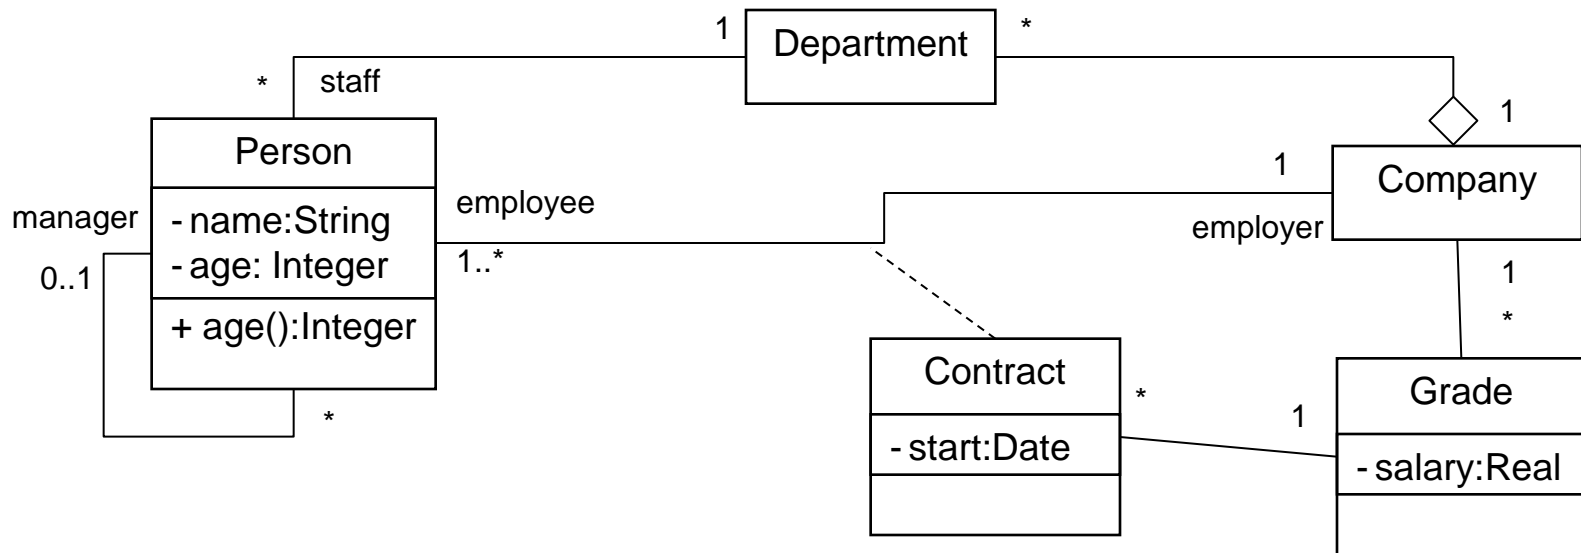 1
Department
*
* staff
1
Person
1
Company
manager
- name:String
employee
employer
0..1
- age: Integer
1..*
1
+ age():Integer
*
Contract
Grade
*
*
1
- start:Date
- salary:Real